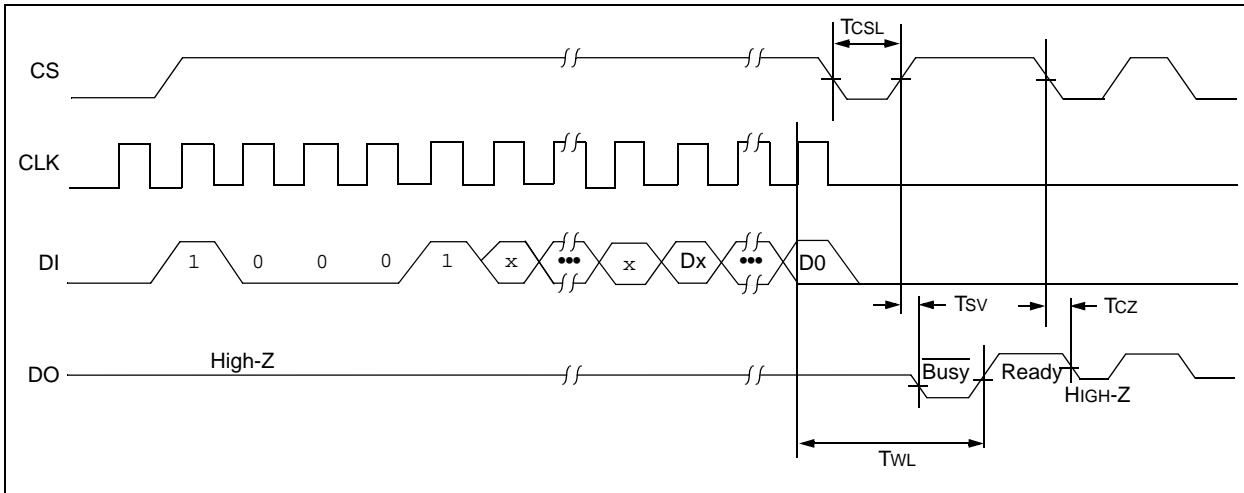 TCSL
CS
CLK
DI 1 0 0 0 1 x ••• x Dx ••• D0
TSV TCZ
High-Z
DO Busy Ready
HIGH-Z
TWL